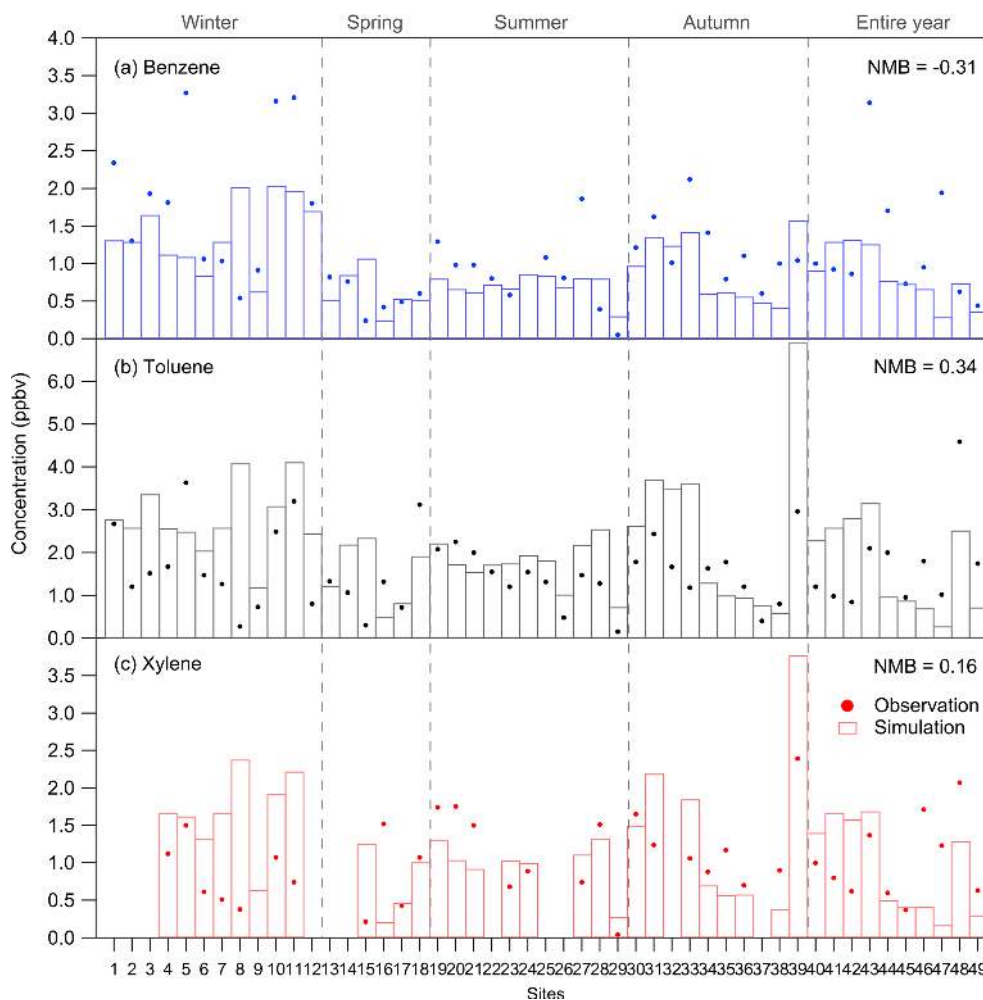 Winter Spring Summer Autumn Entire year
4.0
(a) Benzene NMB = -0.31
3.5
3.0
2.5
2.0
1.5
1.0
0.5
0.0
(b) Toluene NMB = 0.34
6.0
5.0
4.0
3.0
2.0
1.0
0.0
Concentration (ppbv)
(c) Xylene NMB = 0.16
3.5
Observation
3.0
Simulation
2.5
2.0
1.5
1.0
0.5
0.0
1 2 3 4 5 6 7 8 9 10 11 12 13 14 15 16 17 18 19 20 21 22 23 24 25 26 27 28 29 30 31 32 33 34 35 36 37 38 39 40 41 42 43 44 45 46 47 48 49
Sites